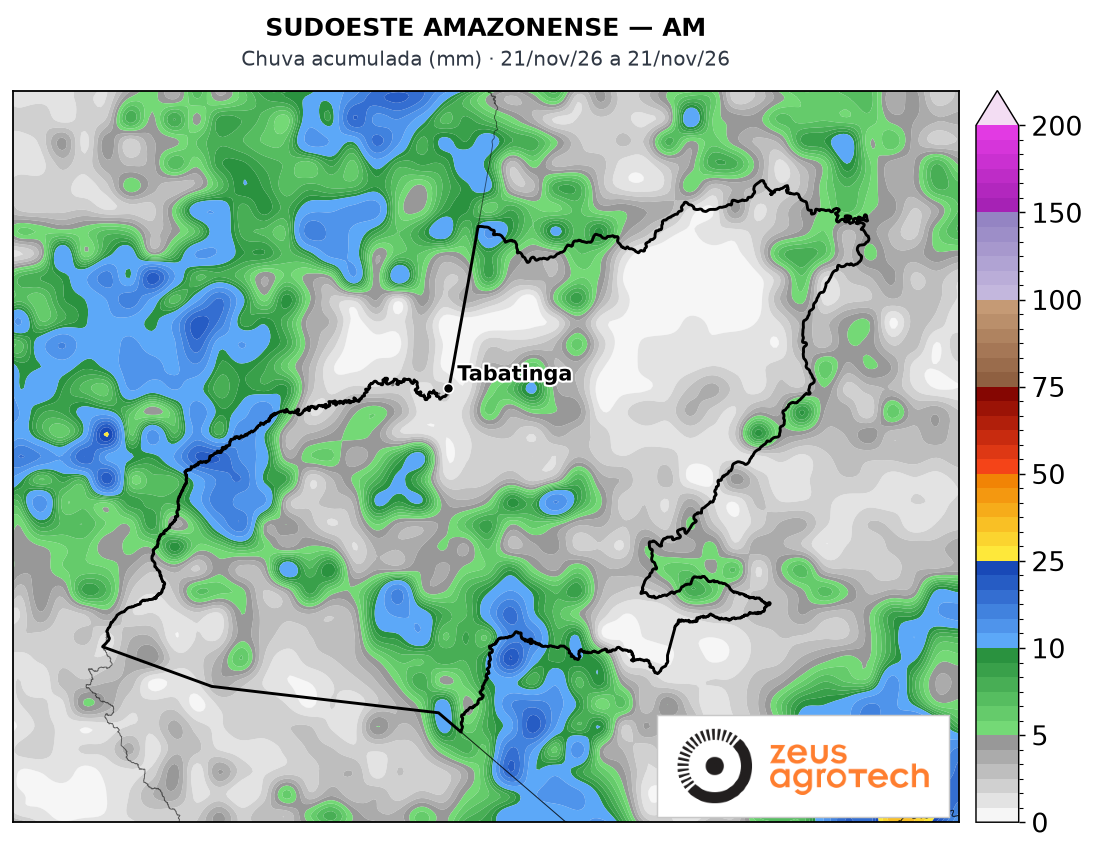 SUDOESTE AMAZONENSE — AM
Chuva acumulada (mm) · 21/nov/26 a 21/nov/26
Tabatinga
200
150
100
75
50
25
10
5
0
zeus
agrotech